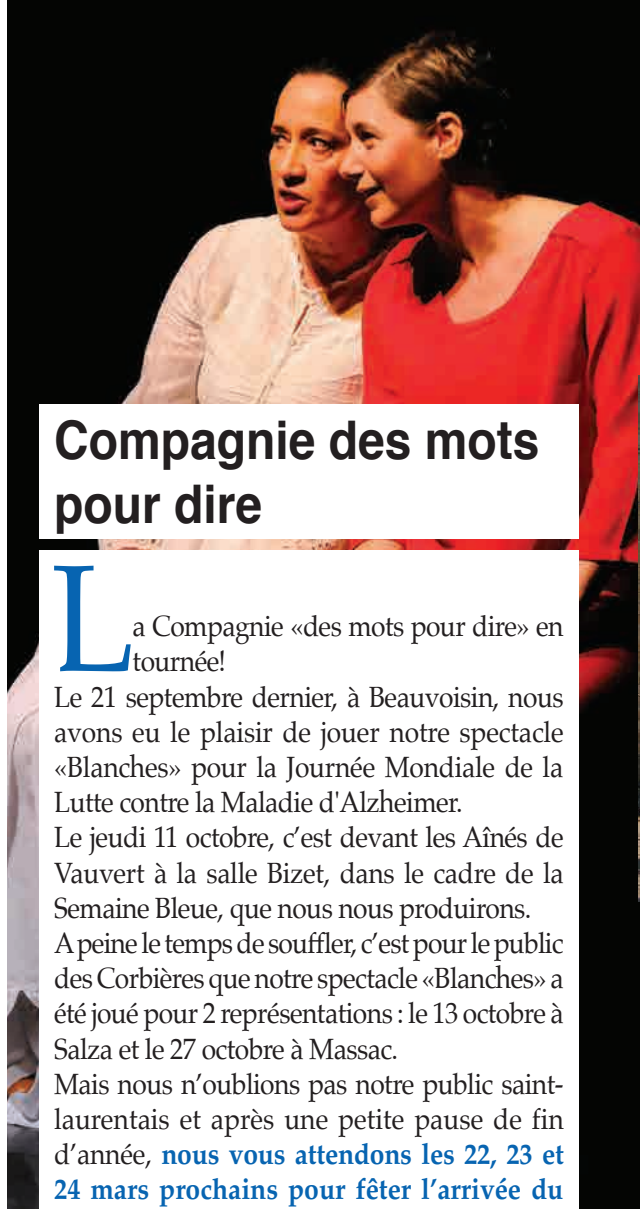 Compagnie des mots
pour dire
La Compagnie «des mots pour dire» en
tournée!
Le 21 septembre dernier, à Beauvoisin, nous
avons eu le plaisir de jouer notre spectacle
«Blanches» pour la Journée Mondiale de la
Lutte contre la Maladie d'Alzheimer.
Le jeudi 11 octobre, c’est devant les Aînés de
Vauvert à la salle Bizet, dans le cadre de la
Semaine Bleue, que nous nous produirons.
A peine le temps de souffler, c’est pour le public
des Corbières que notre spectacle «Blanches» a
été joué pour 2 représentations : le 13 octobre à
Salza et le 27 octobre à Massac.
Mais nous n’oublions pas notre public saint-
laurentais et après une petite pause de fin
d’année, nous vous attendons les 22, 23 et
24 mars prochains pour fêter l’arrivée du